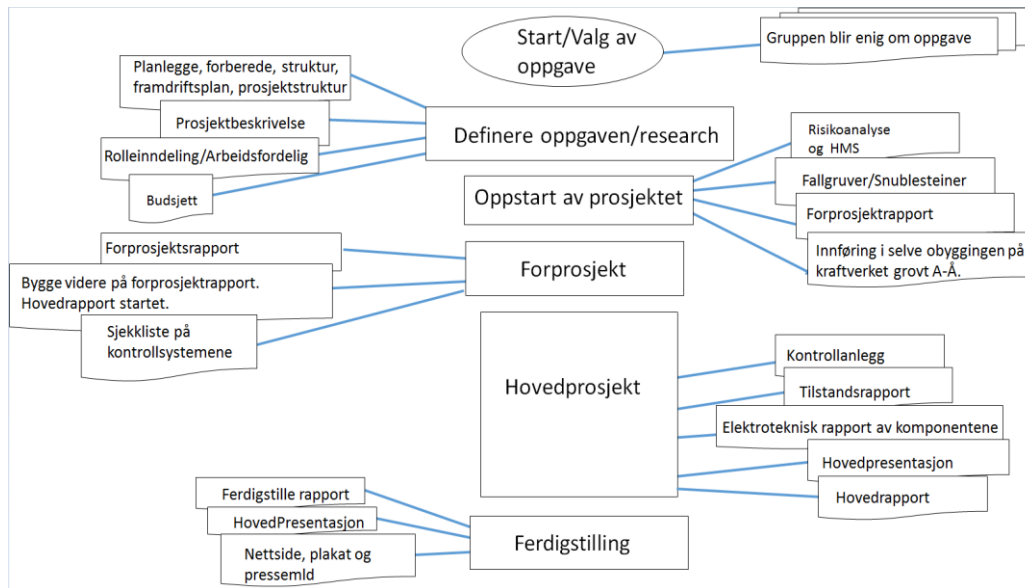 Start/Valg av
oppgave
Gruppen blir enig om oppgave
Planlegge, forberede, struktur,
framdriftsplan, prosjektstruktur
Prosjektbeskrivelse
Rolleinndeling/Arbeidsfordelig
Budsjett
Definere oppgaven/research
Risikoanalyse
og HMS
Fallgruver/Snublesteiner
Forprosjektrapport
Innføring i selve obyggingen på
kraftverket grovt A-Å.
Oppstart av prosjektet
Forprosjektsrapport
Bygge videre på forprosjektrapport.
Hovedrapport startet.
Sjekkliste på
kontrollsystemene
Forprosjekt
Hovedprosjekt
Kontrollanlegg
Tilstandsrapport
Elektroteknisk rapport av komponentene
Hovedpresentasjon
Hovedrapport
Ferdigstille rapport
HovedPresentasjon
Nettside, plakat og
pressemld
Ferdigstilling